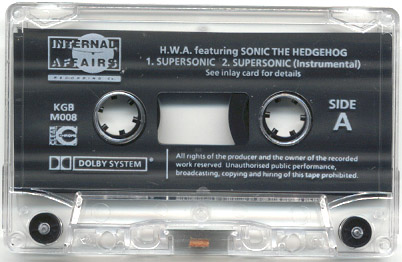 INTERNAL
AFFAIRS
H.W.A. featuring SONIC THE HEDGEHOG
1. SUPERSONIC 2. SUPERSONIC (Instrumental)
See inlay card for details
KGB
M008
SIDE
A
DOLBY SYSTEM
All rights of the producer and the owner of the recorded
work reserved. Unauthorised public performance,
broadcasting, copying and hiring of this tape prohibited.